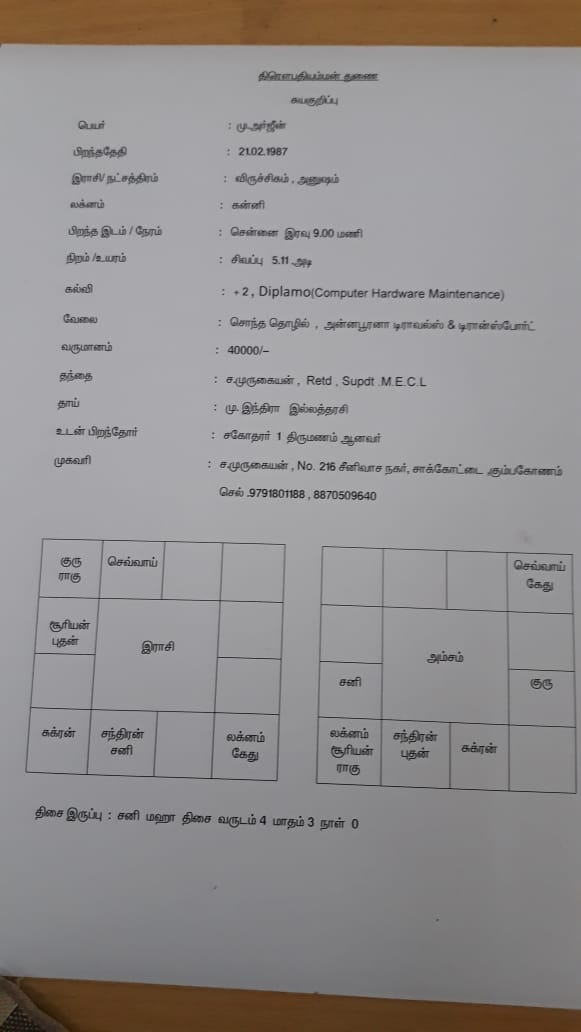 திரௌபதியம்மன் துணை
சுயகுறிப்பு
பெயர் : மு.அர்ஜீன்
பிறந்ததேதி : 21.02.1987
இராசி/ நட்சத்திரம் : விருச்சிகம் , அனுஷம்
லக்னம் : கன்னி
பிறந்த இடம் / நேரம் : சென்னை இரவு 9.00 மணி
நிறம் /உயரம் : சிவப்பு 5.11 அடி
கல்வி : +2 , Diplamo(Computer Hardware Maintenance)
வேலை : சொந்த தொழில் , அன்னபூரனா டிராவல்ஸ் & டிரான்ஸ்போர்ட்
வருமானம் : 40000/–
தந்தை : ச.முருகையன் , Retd , Supdt .M.E.C.L
தாய் : மு. இந்திரா இல்லத்தரசி
உடன் பிறந்தோர் : சகோதரர் 1 திருமணம் ஆனவர்
முகவரி : ச.முருகையன் , No. 216 சீனிவாச நகர், சாக்கோட்டை ,கும்பகோணம்
செல் .9791801188 , 8870509640
குரு ராகு
செவ்வாய்
சூரியன் புதன்
இராசி
சுக்ரன்
சந்திரன் சனி
லக்னம் கேது
செவ்வாய் கேது
அம்சம்
சனி
குரு
லக்னம் சூரியன் ராகு
சந்திரன் புதன்
சுக்ரன்
திசை இருப்பு : சனி மஹா திசை வருடம் 4 மாதம் 3 நாள் 0